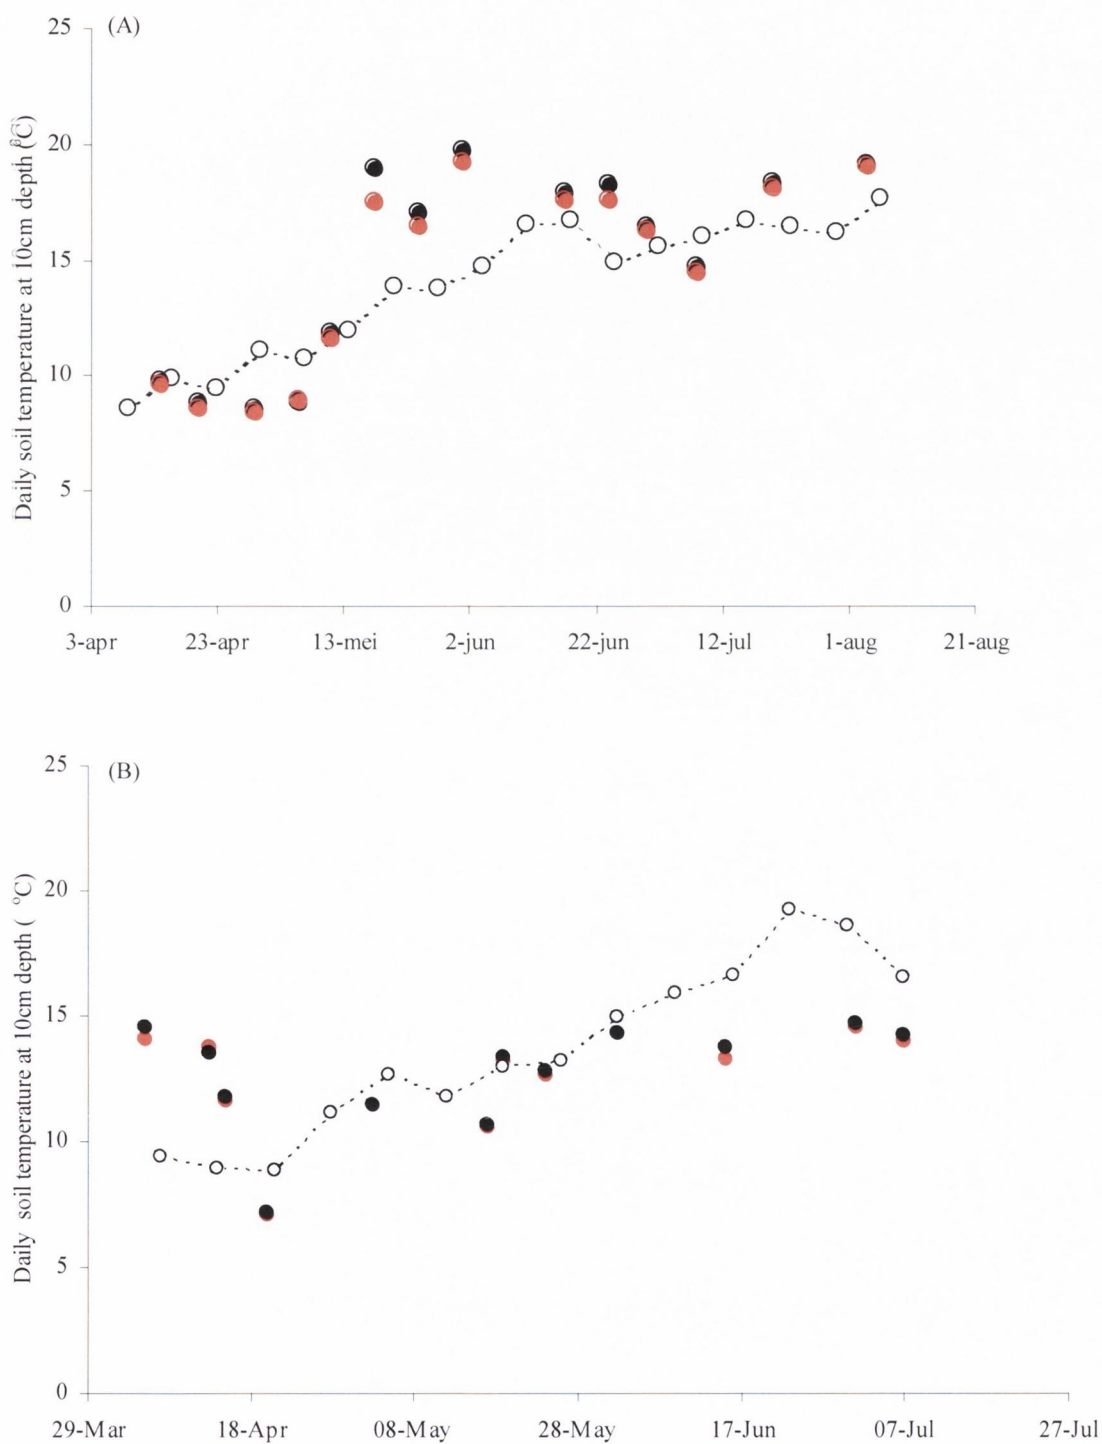 (A)
25
20
15
10
5
0
Daily soil temperature at 10cm depth (°C)
3-apr 23-apr 13-mei 2-jun 22-jun 12-jul 1-aug 21-aug
(B)
25
20
15
10
5
0
Daily soil temperature at 10cm depth ( °C)
29-Mar 18-Apr 08-May 28-May 17-Jun 07-Jul 27-Jul